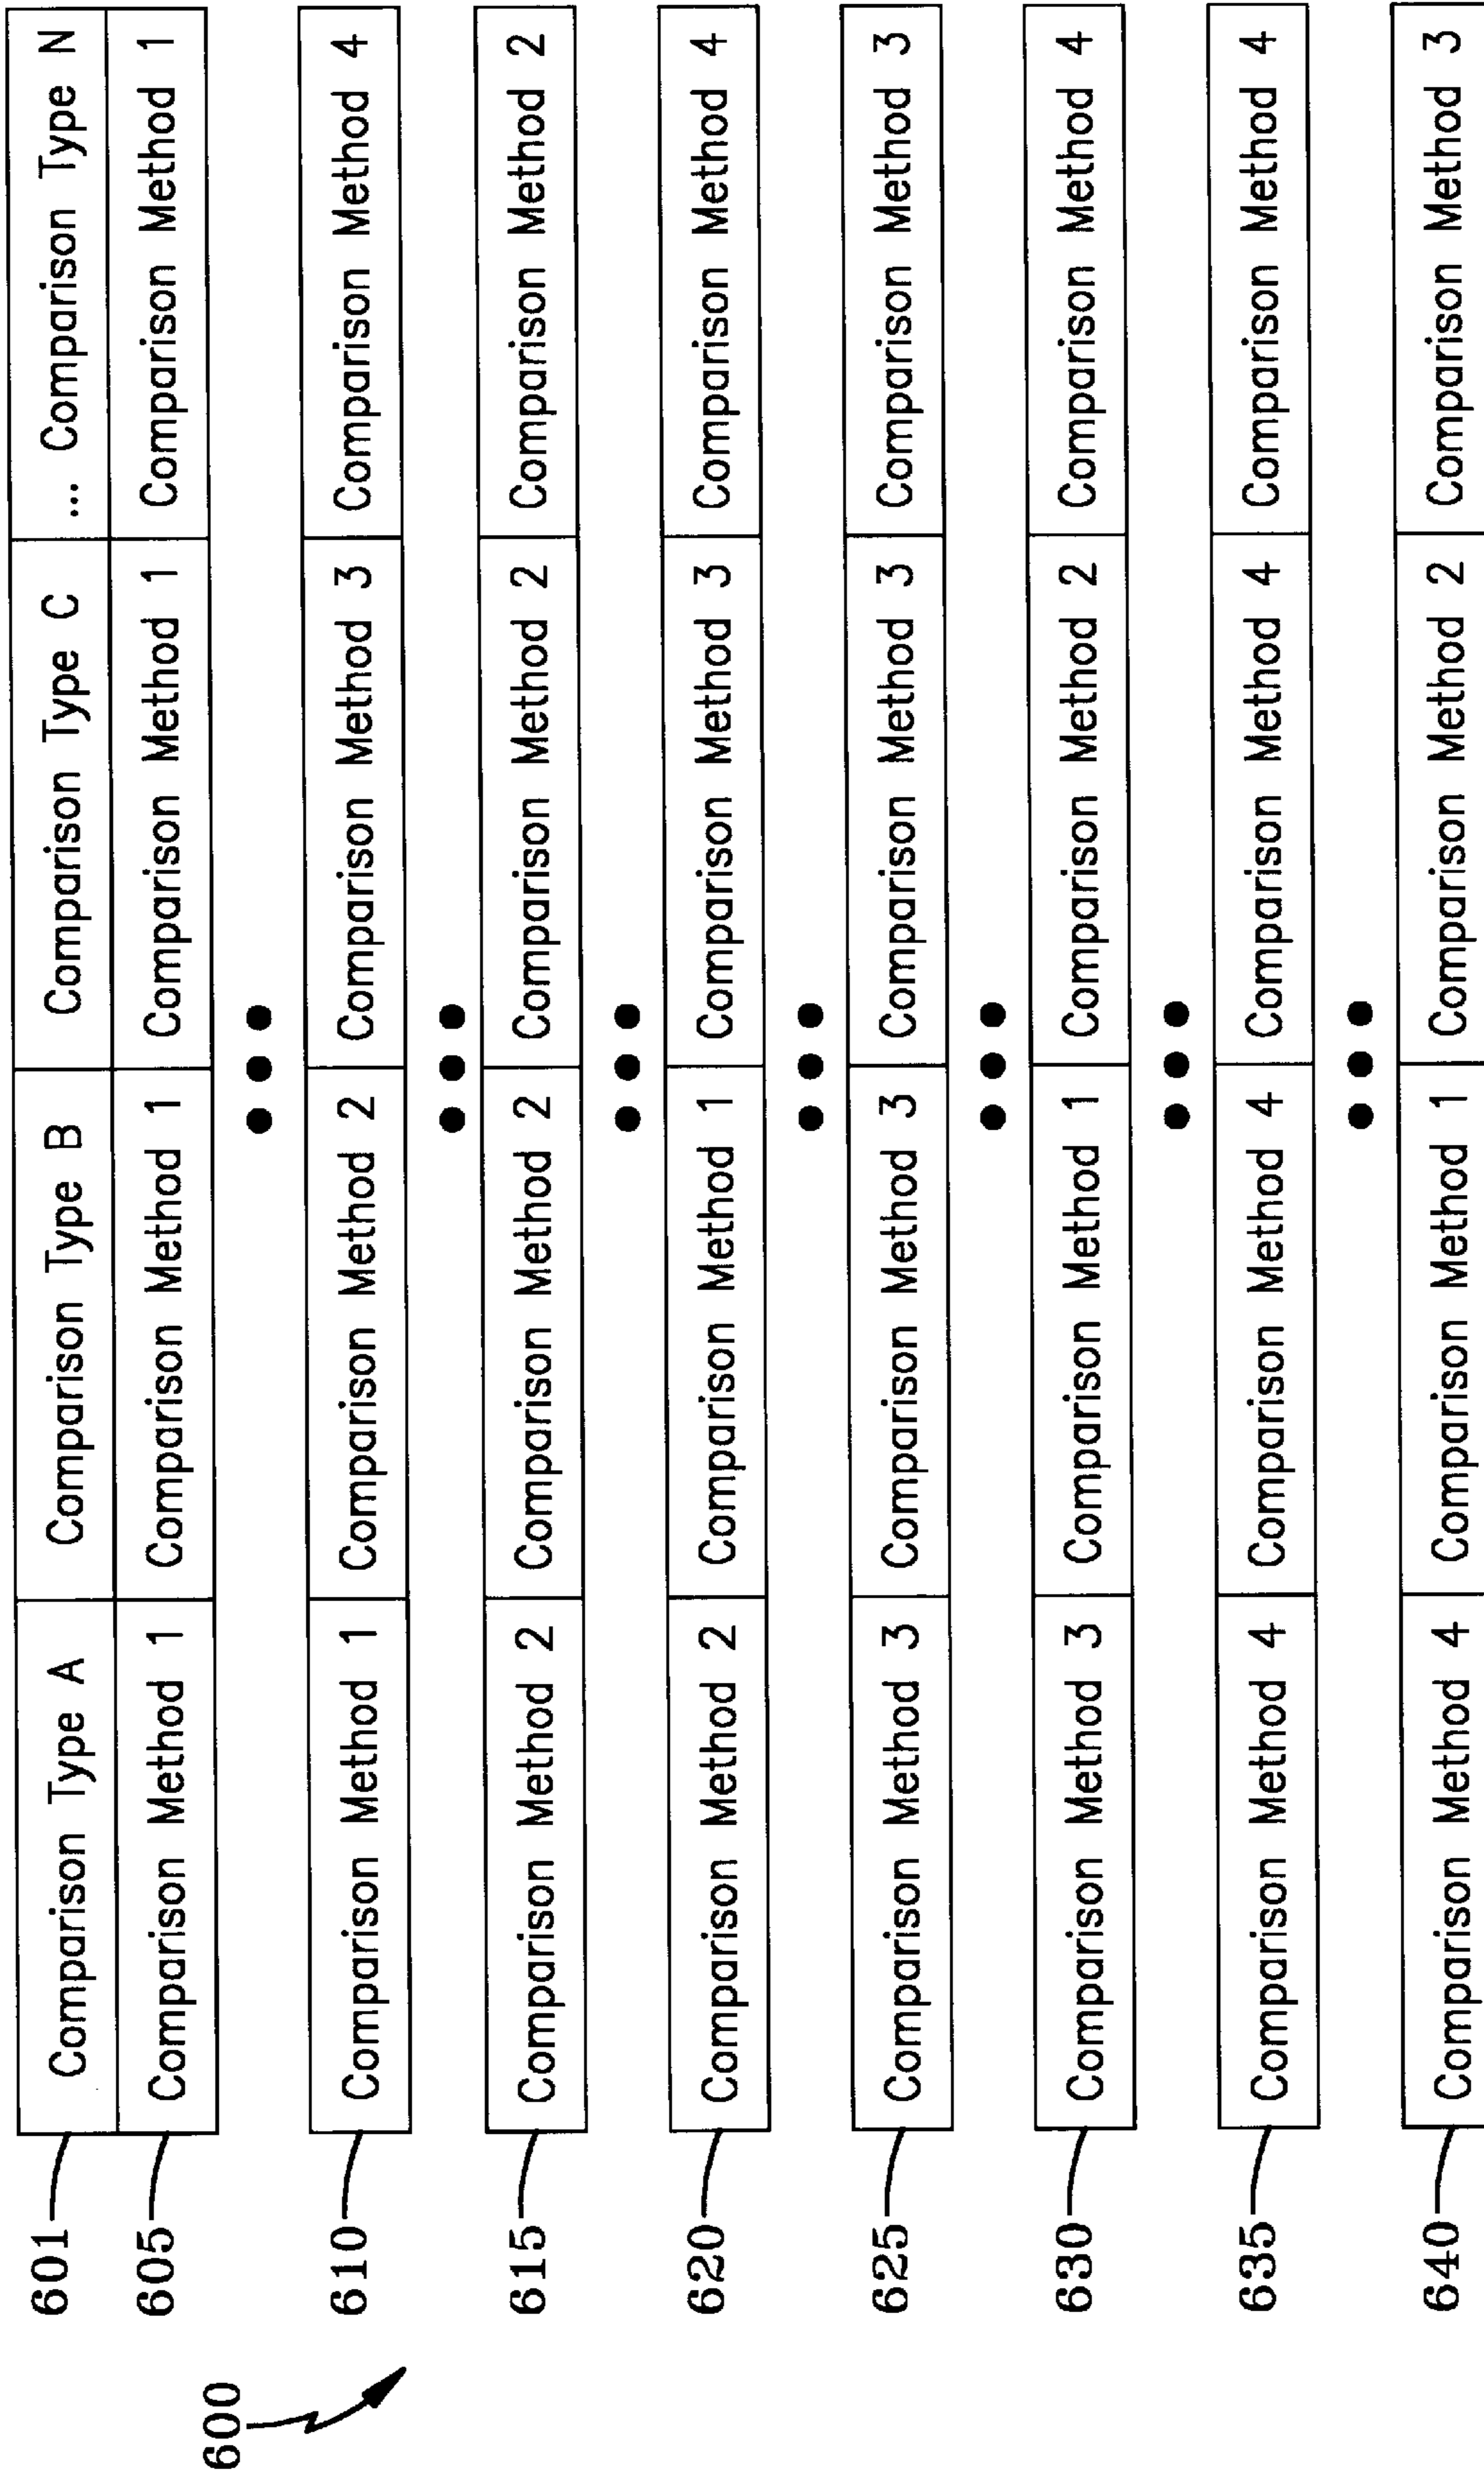 600
601 Comparison Type A Comparison Type B Comparison Type C ... Comparison Type N
605 Comparison Method 1 Comparison Method 1 Comparison Method 1 Comparison Method 1
610 Comparison Method 1 Comparison Method 2 Comparison Method 3 Comparison Method 4
615 Comparison Method 2 Comparison Method 2 Comparison Method 2 Comparison Method 2
620 Comparison Method 2 Comparison Method 1 Comparison Method 3 Comparison Method 4
625 Comparison Method 3 Comparison Method 3 Comparison Method 3 Comparison Method 3
630 Comparison Method 3 Comparison Method 1 Comparison Method 2 Comparison Method 4
635 Comparison Method 4 Comparison Method 4 Comparison Method 4 Comparison Method 4
640 Comparison Method 4 Comparison Method 1 Comparison Method 2 Comparison Method 3